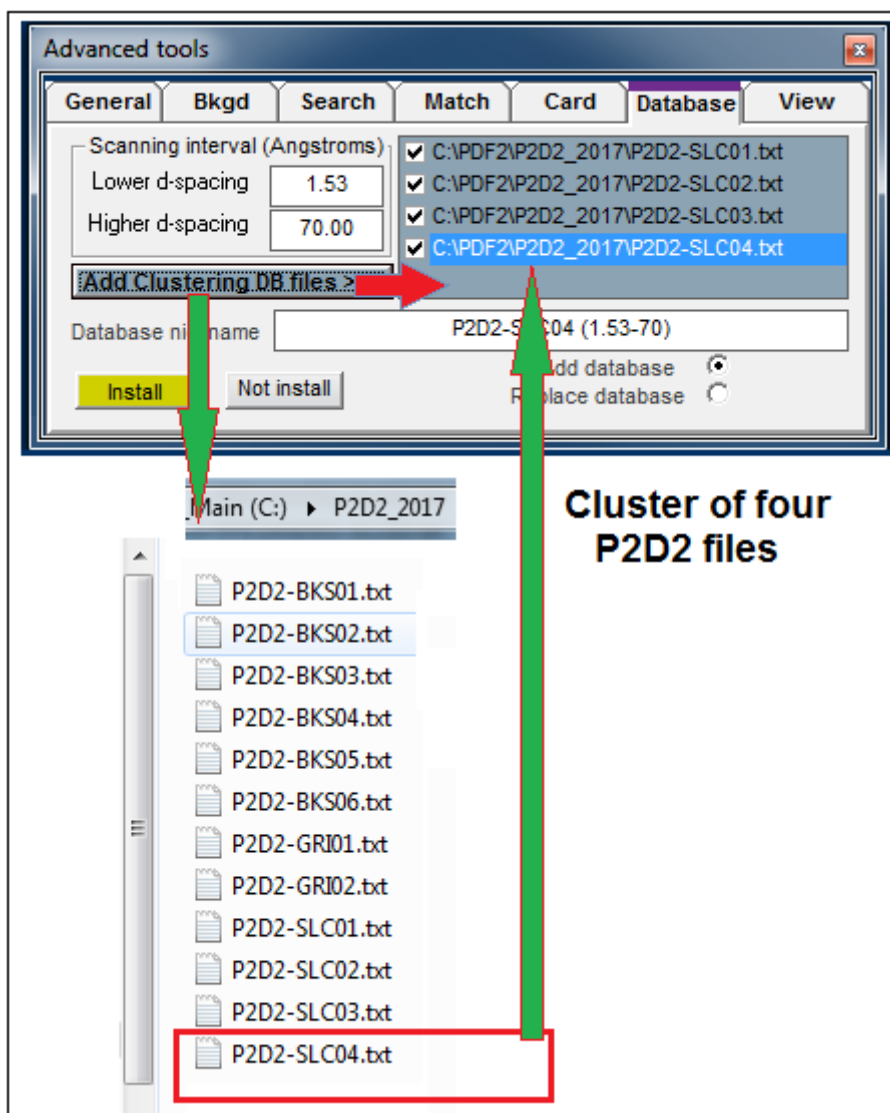 Advanced tools
General Bkgd Search Match Card Database View
Scanning interval (Angstroms)
Lower d-spacing 1.53
Higher d-spacing 70.00
C:\PDF2\P2D2_2017\P2D2-SLC01.txt
C:\PDF2\P2D2_2017\P2D2-SLC02.txt
C:\PDF2\P2D2_2017\P2D2-SLC03.txt
C:\PDF2\P2D2_2017\P2D2-SLC04.txt
Add Clustering DB files >
Database name P2D2-S C04 (1.53-70)
Install Not install
dd database
R place database
Main (C:) P2D2_2017
Cluster of four
P2D2 files
P2D2-BKS01.txt
P2D2-BKS02.txt
P2D2-BKS03.txt
P2D2-BKS04.txt
P2D2-BKS05.txt
P2D2-BKS06.txt
P2D2-GRI01.txt
P2D2-GRI02.txt
P2D2-SLC01.txt
P2D2-SLC02.txt
P2D2-SLC03.txt
P2D2-SLC04.txt